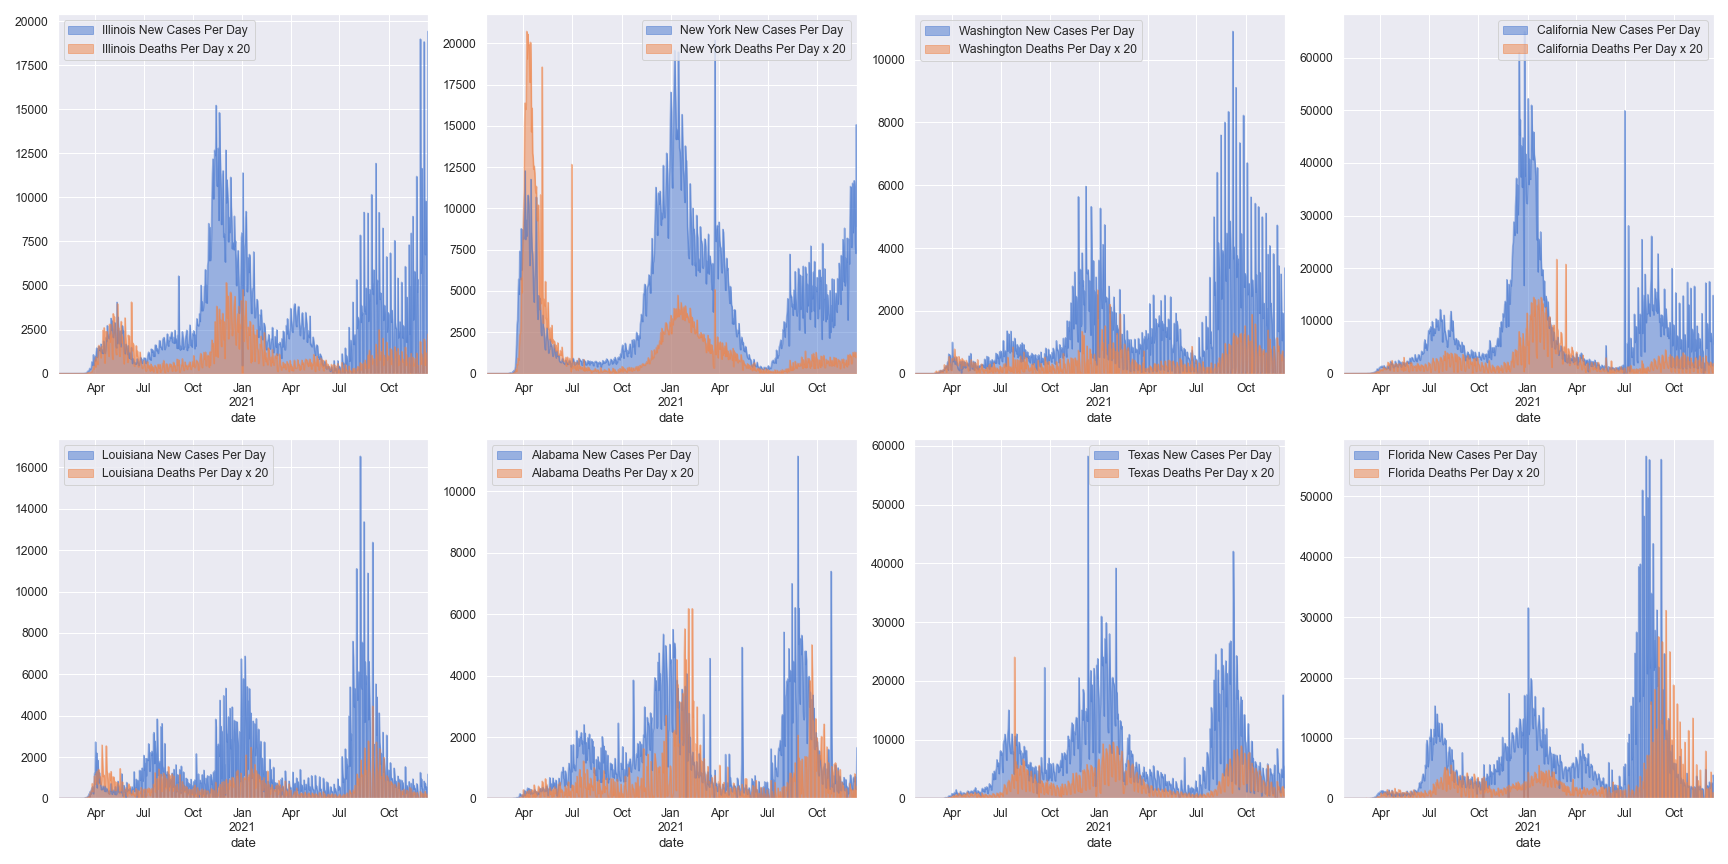 Illinois New Cases Per Day
Illinois Deaths Per Day x 20
20000
17500
15000
12500
10000
7500
5000
2500
0
Apr Jul Oct Jan Apr Jul Oct
2021
date
New York New Cases Per Day
New York Deaths Per Day x 20
20000
17500
15000
12500
10000
7500
5000
2500
0
Apr Jul Oct Jan Apr Jul Oct
2021
date
Washington New Cases Per Day
Washington Deaths Per Day x 20
10000
8000
6000
4000
2000
0
Apr Jul Oct Jan Apr Jul Oct
2021
date
California New Cases Per Day
California Deaths Per Day x 20
60000
50000
40000
30000
20000
10000
0
Apr Jul Oct Jan Apr Jul Oct
2021
date
Louisiana New Cases Per Day
Louisiana Deaths Per Day x 20
16000
14000
12000
10000
8000
6000
4000
2000
0
Apr Jul Oct Jan Apr Jul Oct
2021
date
Alabama New Cases Per Day
Alabama Deaths Per Day x 20
10000
8000
6000
4000
2000
0
Apr Jul Oct Jan Apr Jul Oct
2021
date
Texas New Cases Per Day
Texas Deaths Per Day x 20
60000
50000
40000
30000
20000
10000
0
Apr Jul Oct Jan Apr Jul Oct
2021
date
Florida New Cases Per Day
Florida Deaths Per Day x 20
50000
40000
30000
20000
10000
0
Apr Jul Oct Jan Apr Jul Oct
2021
date